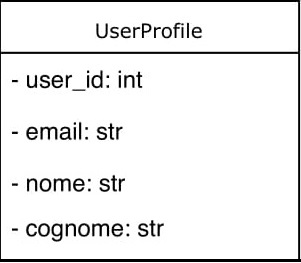 UserProfile
- user_id: int
- email: str
- nome: str
- cognome: str